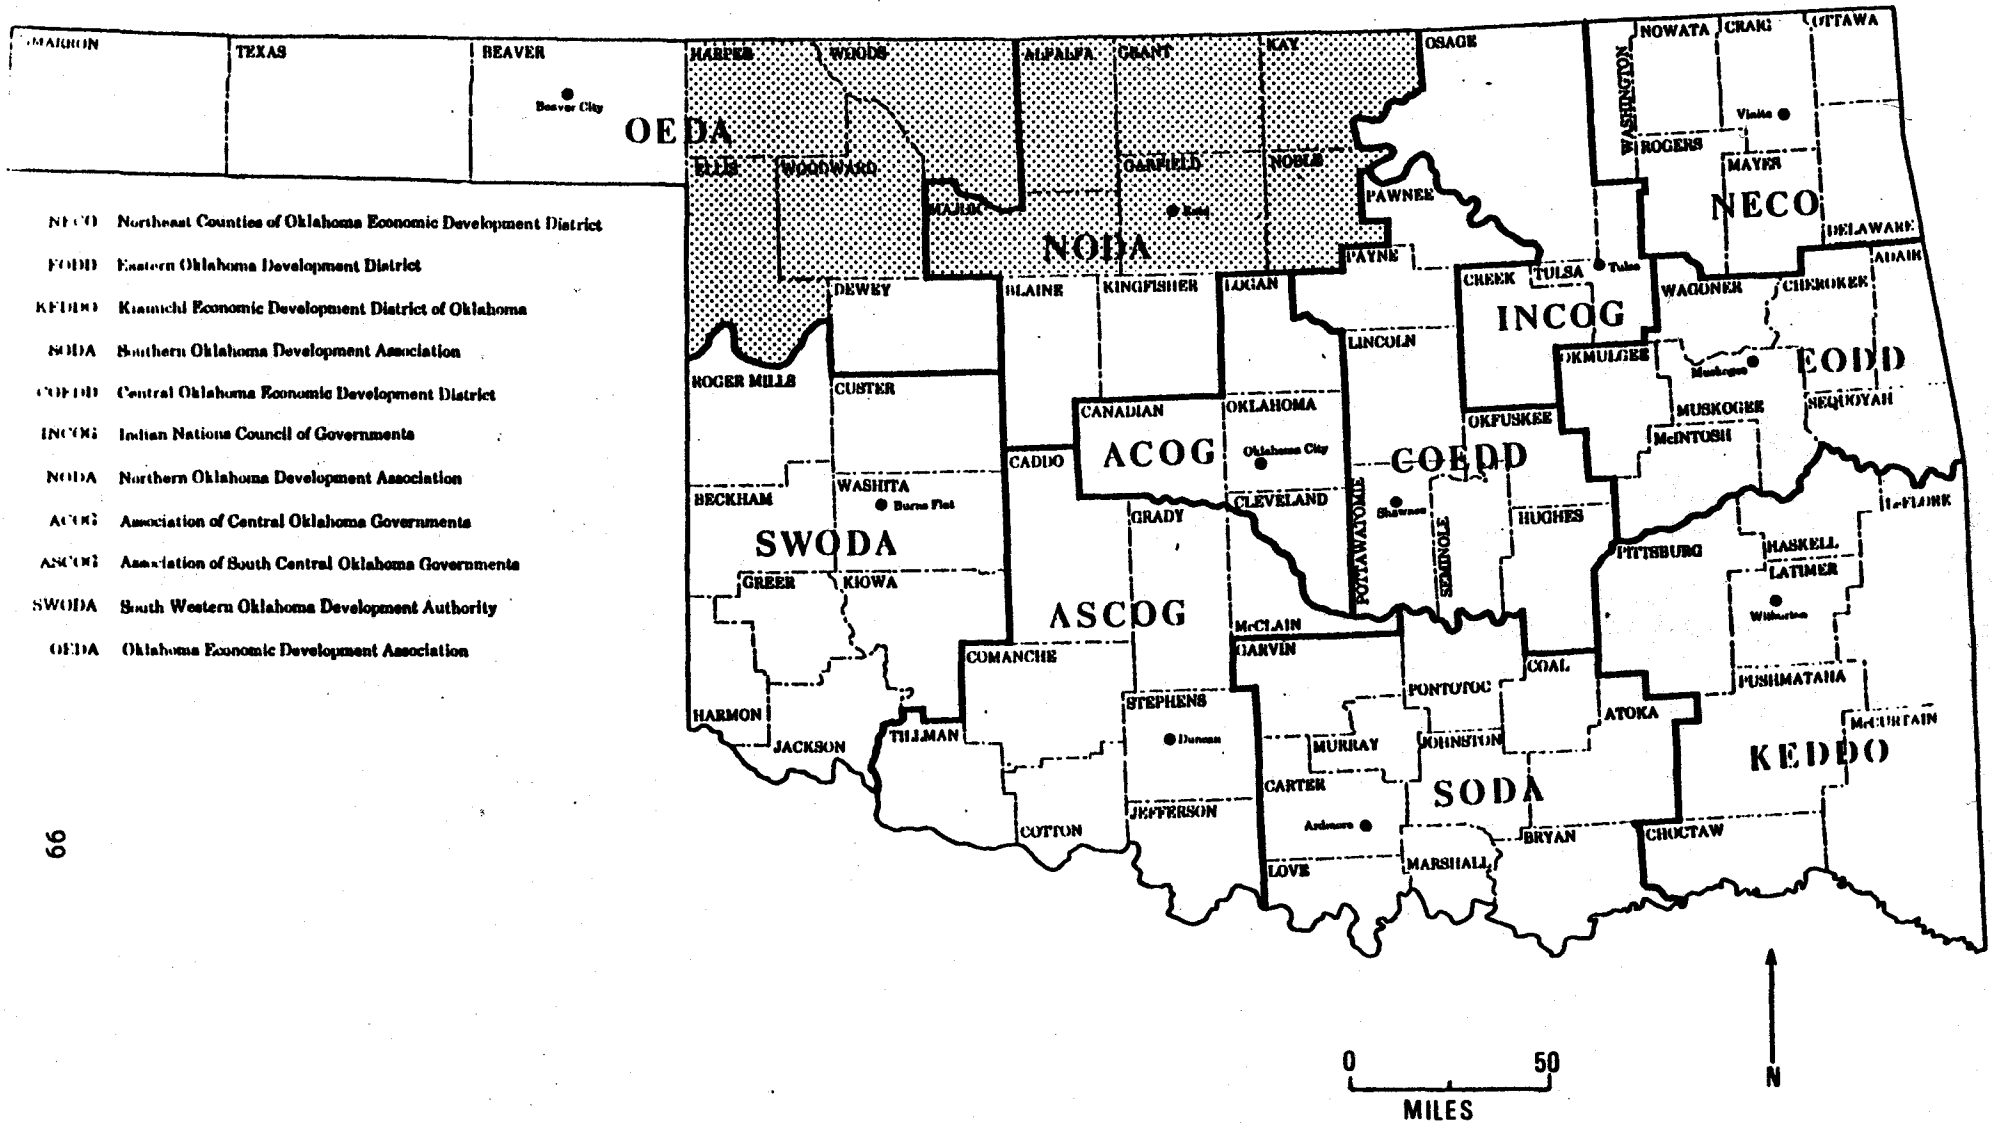 TEXAS
BEAVER
Beaver City
OEDA
HARPER
WOODS
ELLIS
WOODWARD
ALFALFA
GRANT
KAY
MAJOR
GARFIELD
NOBLE
Enid
NODA
OSAGE
PAWNEE
WASHINGTON
NOWATA
CRAIG
OTTAWA
Vinita
ROGERS
MAYER
NECO
DELAWARE
NECO Northeast Counties of Oklahoma Economic Development District
EODD Eastern Oklahoma Development District
KEDDO Kiamichi Economic Development District of Oklahoma
SODA Southern Oklahoma Development Association
COEDD Central Oklahoma Economic Development District
INCOG Indian Nations Council of Governments
NODA Northern Oklahoma Development Association
ACOG Association of Central Oklahoma Governments
ASCOG Association of South Central Oklahoma Governments
SWODA South Western Oklahoma Development Authority
OEDA Oklahoma Economic Development Association
DEWEY
BLAINE
KINGFISHER
LOGAN
PAYNE
CREEK
TULSA
Tulsa
INCOG
WAGONER
CHEROKEE
ADAIR
ROGER MILLS
CUSTER
CANADIAN
OKLAHOMA
LINCOLN
OKMULGEE
Muskogee
EODD
MUSKOGEE
SEQUOYAH
OKFUSKEE
McINTOSH
ACOG
Oklahoma City
COEDD
CADDO
BECKHAM
WASHITA
Burns Flat
CLEVELAND
POTTAWATOMIE
Shawnee
SEMINOLE
HUGHES
GRADY
SWODA
PITTSBURG
HASKELL
LeFLORE
LATIMER
Wilburton
GREER
KIOWA
ASCOG
McCLAIN
GARVIN
COMANCHE
PONTOTOC
COAL
PUSHMATAHA
HARMON
JACKSON
TILLMAN
STEPHENS
Duncan
MURRAY
JOHNSTON
ATOKA
McCURTAIN
KEDDO
CARTER
SODA
COTTON
JEFFERSON
Ardmore
LOVE
MARSHALL
BRYAN
CHOCTAW
66
0 50
MILES
N